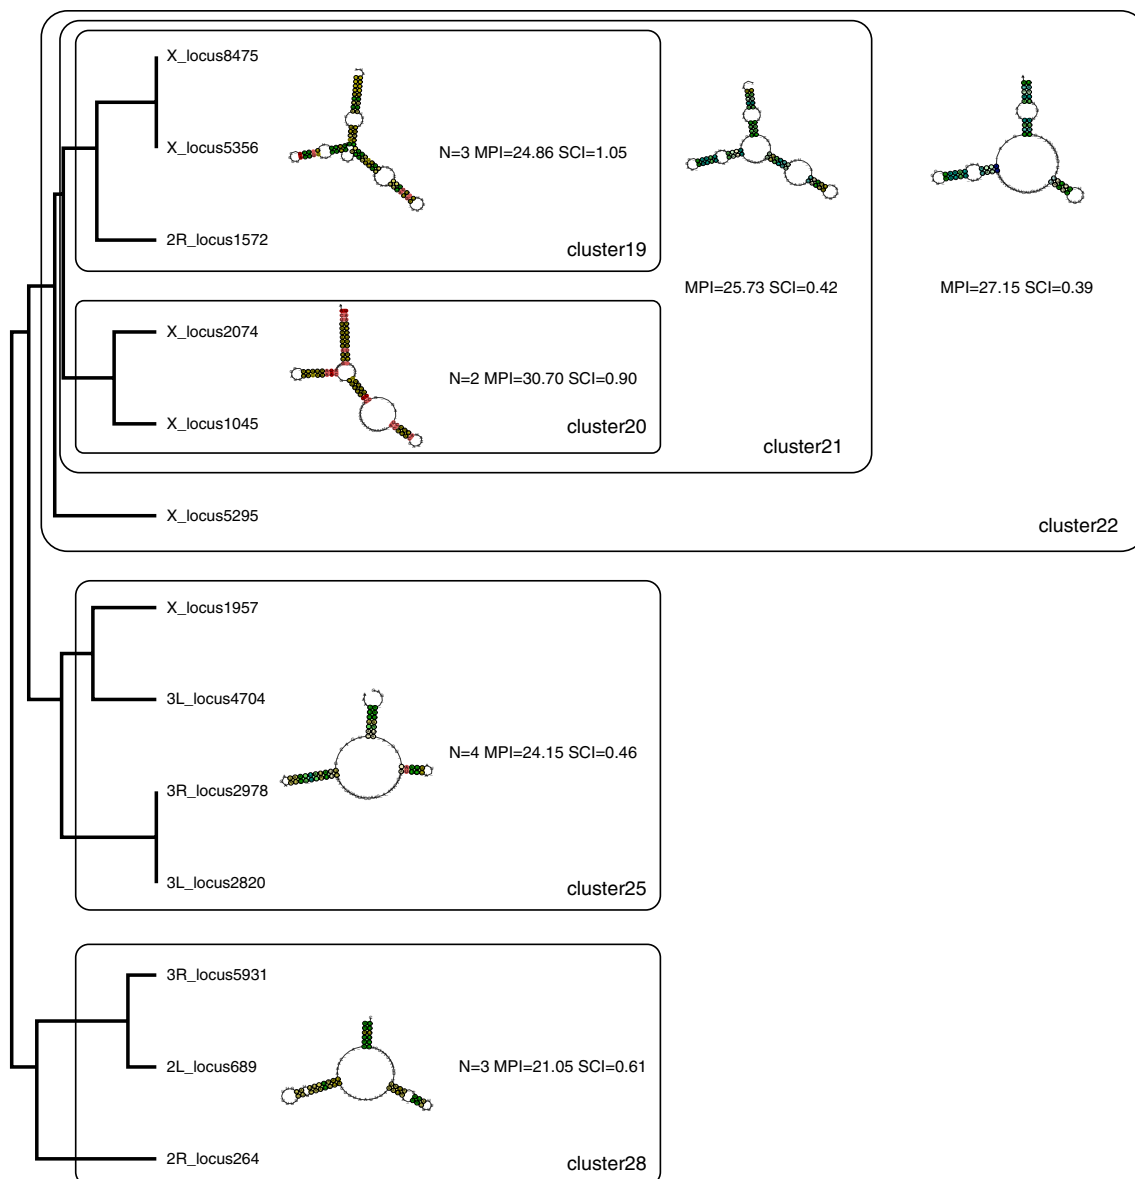 X_locus8475
X_locus5356
N=3 MPI=24.86 SCI=1.05
2R_locus1572
cluster19
MPI=25.73 SCI=0.42
MPI=27.15 SCI=0.39
X_locus2074
N=2 MPI=30.70 SCI=0.90
X_locus1045
cluster20
cluster21
X_locus5295
cluster22
X_locus1957
3L_locus4704
N=4 MPI=24.15 SCI=0.46
3R_locus2978
3L_locus2820
cluster25
3R_locus5931
2L_locus689
N=3 MPI=21.05 SCI=0.61
2R_locus264
cluster28